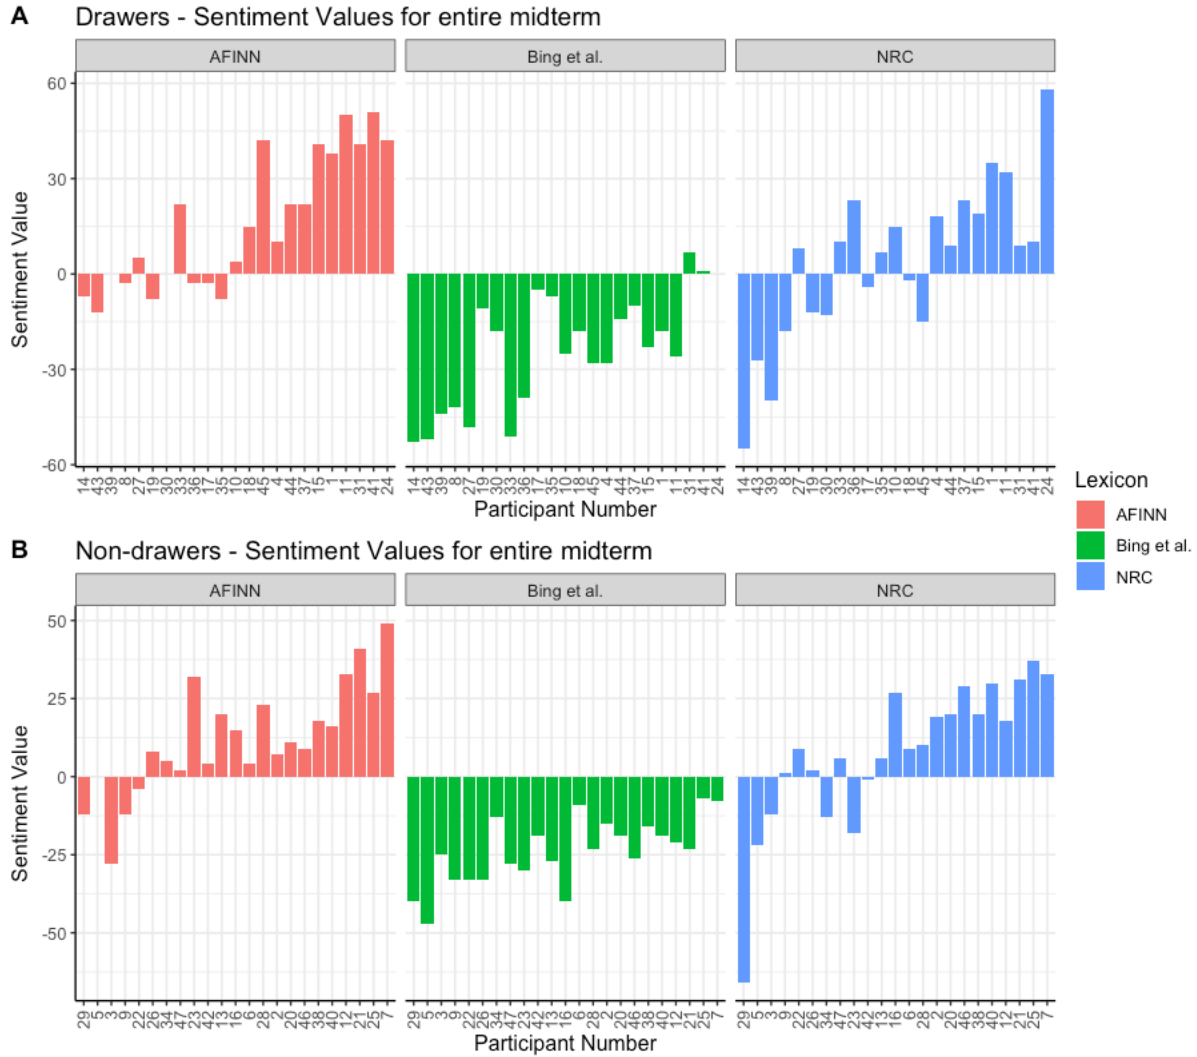 A Drawers - Sentiment Values for entire midterm
AFINN Bing et al. NRC
Sentiment Value
60
30
0
-30
-60
14 43 39 8 27 19 30 33 36 17 35 10 18 45 4 44 37 15 1 11 31 41 24
14 43 39 8 27 19 30 33 36 17 35 10 18 45 4 44 37 15 1 11 31 41 24
14 43 39 8 27 19 30 33 36 17 35 10 18 45 4 44 37 15 1 11 31 41 24
Participant Number
Lexicon
AFINN
Bing et al.
NRC
B Non-drawers - Sentiment Values for entire midterm
AFINN Bing et al. NRC
Sentiment Value
50
25
0
-25
-50
29 5 3 9 22 26 34 47 23 42 13 16 6 28 2 20 46 38 40 12 21 25 7
29 5 3 9 22 26 34 47 23 42 13 16 6 28 2 20 46 38 40 12 21 25 7
29 5 3 9 22 26 34 47 23 42 13 16 6 28 2 20 46 38 40 12 21 25 7
Participant Number